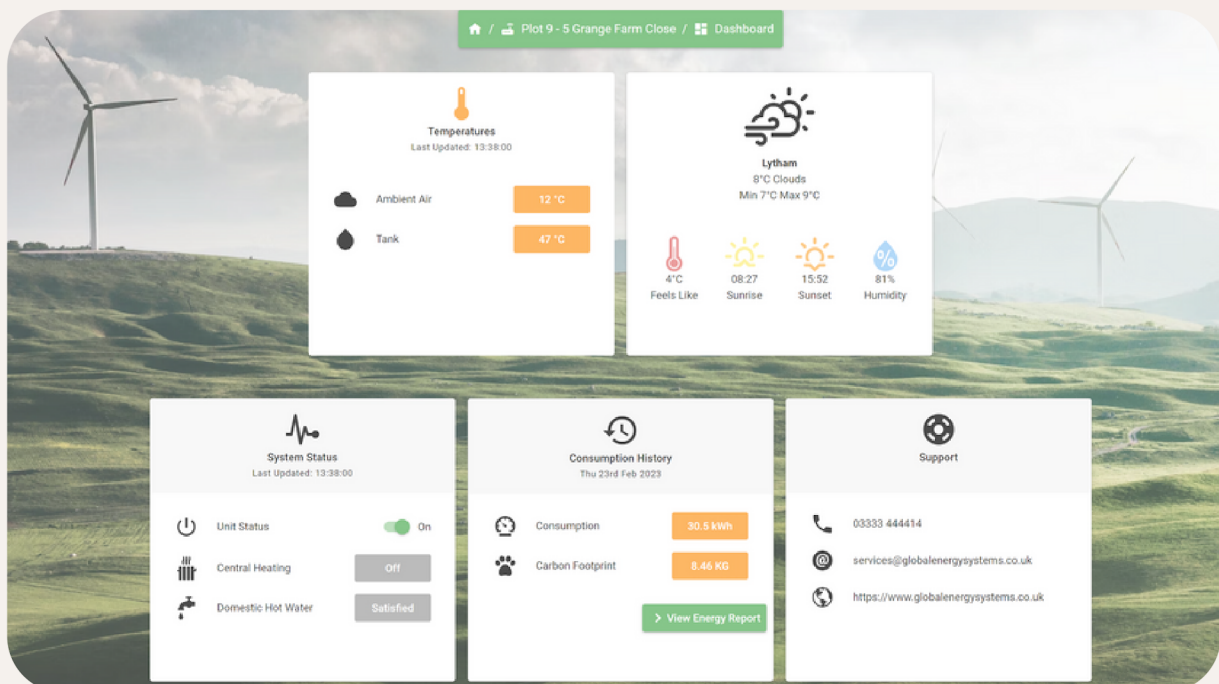 / Plot 9 - 5 Grange Farm Close / Dashboard
Temperatures
Last Updated: 13:38:00
Ambient Air 12 °C
Tank 47 °C
Lytham
8°C Clouds
Min 7°C Max 9°C
4°C 08:27 15:52 81%
Feels Like Sunrise Sunset Humidity
System Status
Last Updated: 13:38:00
Unit Status On
Central Heating Off
Domestic Hot Water Satisfied
Consumption History
Thu 23rd Feb 2023
Consumption 30.5 kWh
Carbon Footprint 8.46 KG
View Energy Report
Support
03333 444414
services@globalenergysystems.co.uk
https://www.globalenergysystems.co.uk